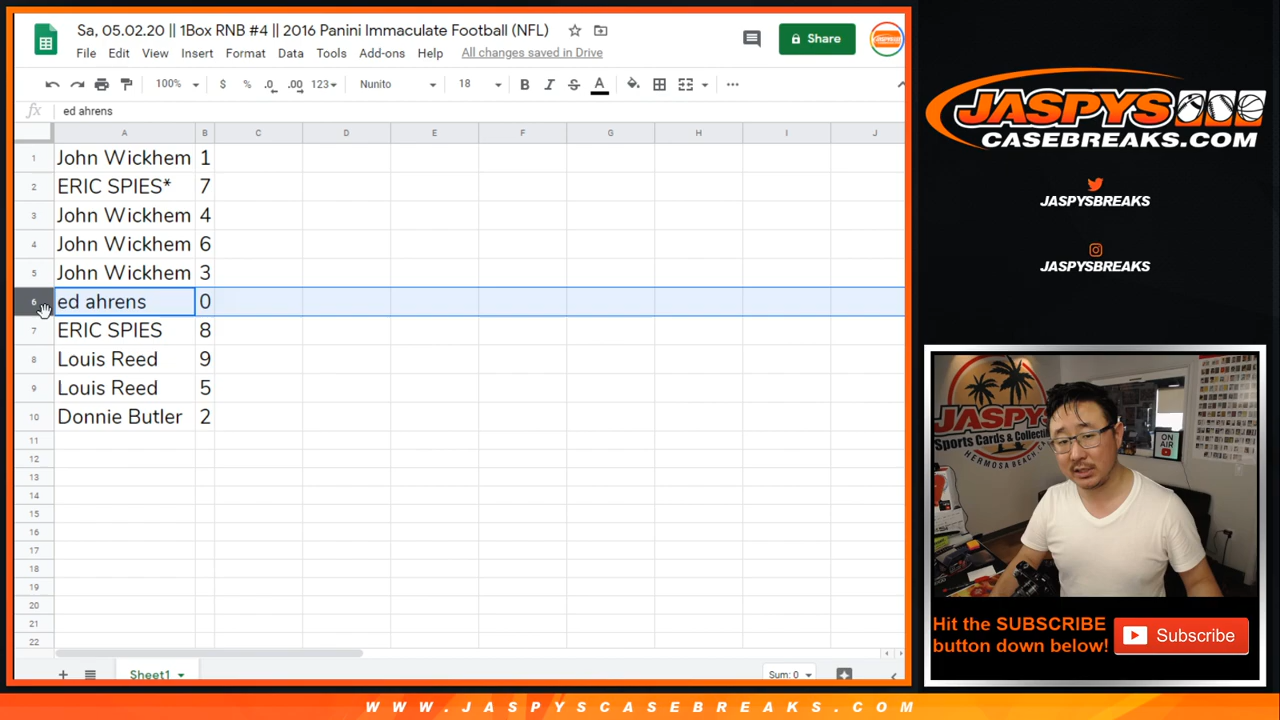 Sa, 05.02.20 || 1Box RNB #4 || 2016 Panini Immaculate Football (NFL)
File Edit View Insert Format Data Tools Add-ons Help All changes saved in Drive
Share
100% $ % .0 .00 123 Nunito 18 B I S A
fx ed ahrens
A B C D E F G H I J
1 John Wickhem 1
2 ERIC SPIES* 7
3 John Wickhem 4
4 John Wickhem 6
5 John Wickhem 3
6 ed ahrens 0
7 ERIC SPIES 8
8 Louis Reed 9
9 Louis Reed 5
10 Donnie Butler 2
11
12
13
14
15
16
17
18
19
20
21
22
Sheet1
Sum: 0
JASPYS
CASEBREAKS.COM
JASPYSBREAKS
JASPYSBREAKS
JASPYS
Sports Cards & Collectib
HERMOSA BEACH
ON
AIR
Hit the SUBSCRIBE
button down below!
Subscribe
WWW.JASPYSCASEBREAKS.COM